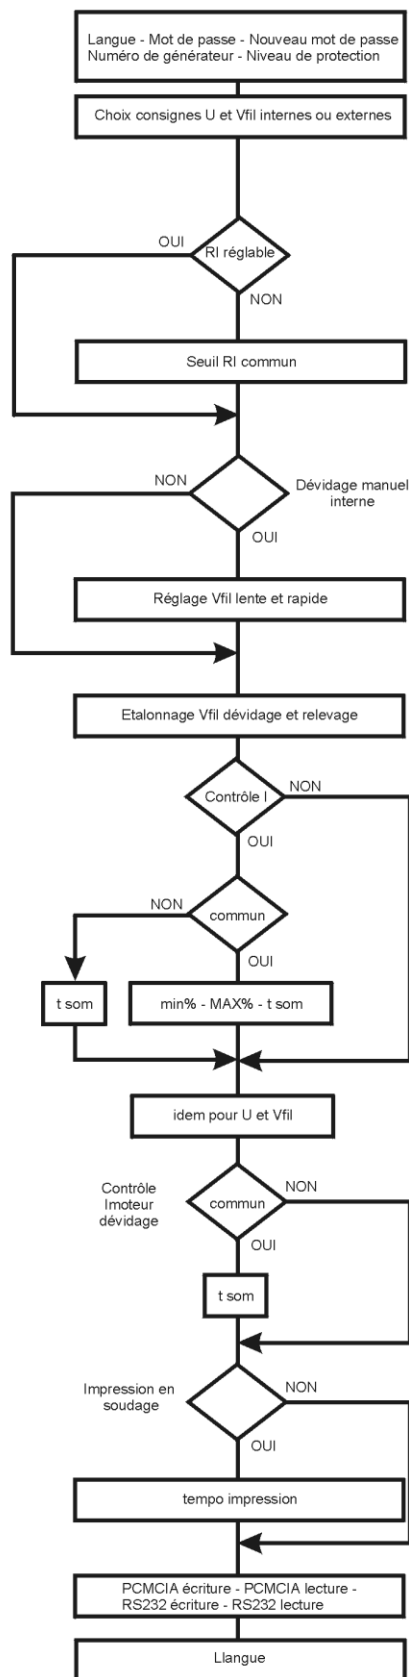 Langue - Mot de passe - Nouveau mot de passe
Numéro de générateur - Niveau de protection
Choix consignes U et Vfil internes ou externes
OUI
RI réglable
NON
Seuil RI commun
NON
Dévidage manuel
interne
OUI
Réglage Vfil lente et rapide
Etalonnage Vfil dévidage et relevage
Contrôle I
NON
OUI
NON
commun
OUI
t som
min% - MAX% - t som
idem pour U et Vfil
Contrôle
Imoteur
dévidage
commun
NON
OUI
t som
Impression en
soudage
NON
OUI
tempo impression
PCMCIA écriture - PCMCIA lecture -
RS232 écriture - RS232 lecture
Llangue